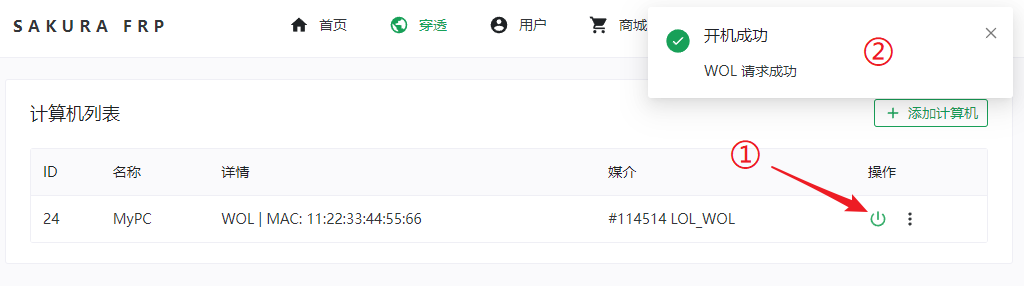 SAKURA FRP
首页
穿透
用户
商城
开机成功
WOL 请求成功
②
计算机列表
添加计算机
①
ID 名称 详情 媒介 操作
24 MyPC WOL | MAC: 11:22:33:44:55:66 #114514 LOL_WOL